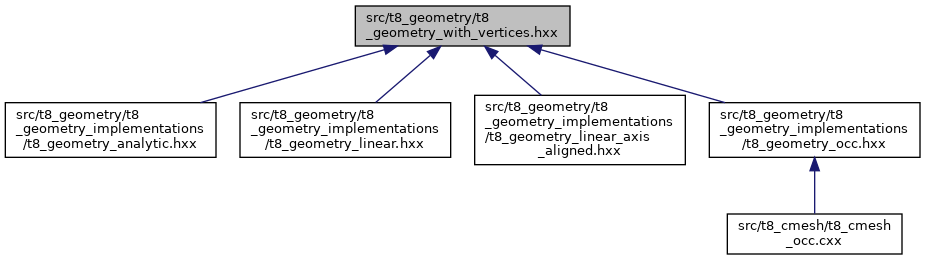 src/t8_geometry/t8
_geometry_with_vertices.hxx
src/t8_geometry/t8
_geometry_implementations
/t8_geometry_analytic.hxx
src/t8_geometry/t8
_geometry_implementations
/t8_geometry_linear.hxx
src/t8_geometry/t8
_geometry_implementations
/t8_geometry_linear_axis
_aligned.hxx
src/t8_geometry/t8
_geometry_implementations
/t8_geometry_occ.hxx
src/t8_cmesh/t8_cmesh
_occ.cxx